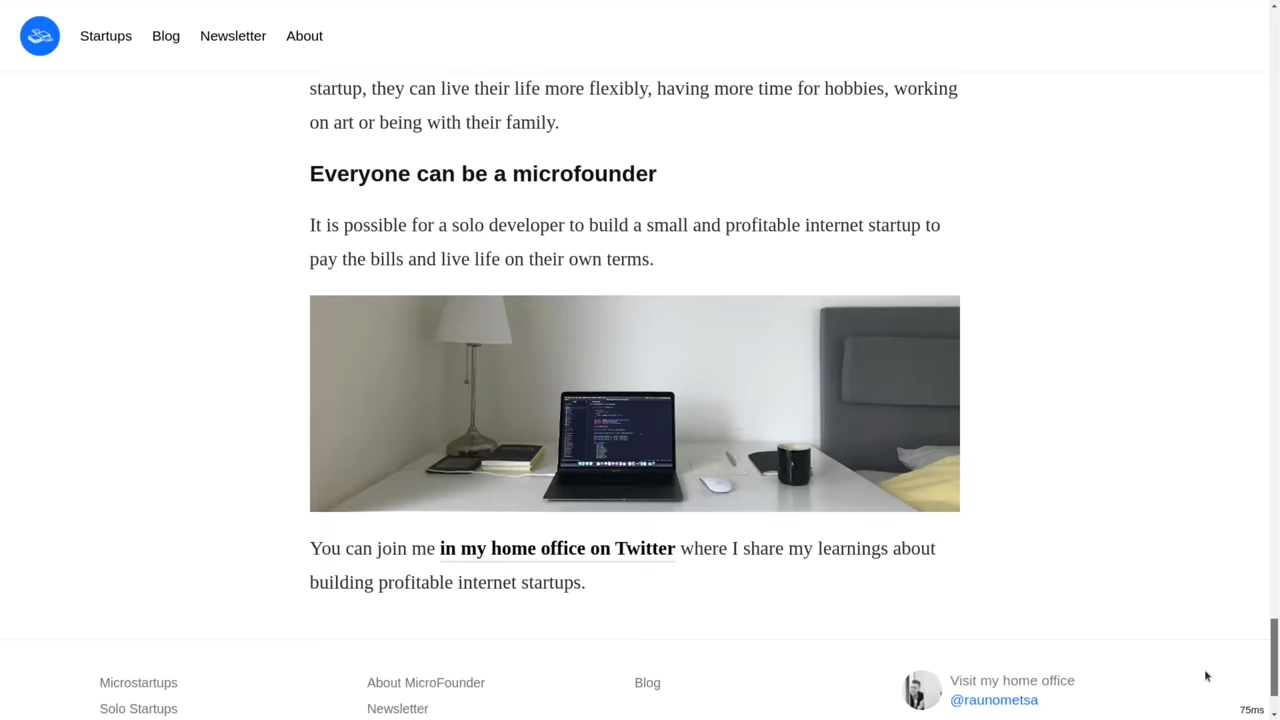 Startups Blog Newsletter About
startup, they can live their life more flexibly, having more time for hobbies, working
on art or being with their family.
Everyone can be a microfounder
It is possible for a solo developer to build a small and profitable internet startup to
pay the bills and live life on their own terms.
You can join me in my home office on Twitter where I share my learnings about
building profitable internet startups.
Microstartups
Solo Startups
About MicroFounder
Newsletter
Blog
Visit my home office
@raunometsa
75ms